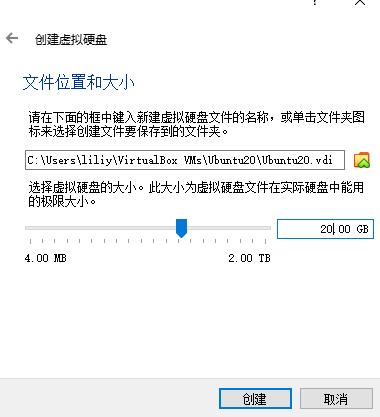 创建虚拟硬盘
文件位置和大小
请在下面的框中键入新建虚拟硬盘文件的名称，或单击文件夹图
标来选择创建文件要保存到的文件夹。
C:\Users\liliy\VirtualBox VMs\Ubuntu20\Ubuntu20.vdi
选择虚拟硬盘的大小。此大小为虚拟硬盘文件在实际硬盘中能用
的极限大小。
20.00 GB
4.00 MB
2.00 TB
创建
取消